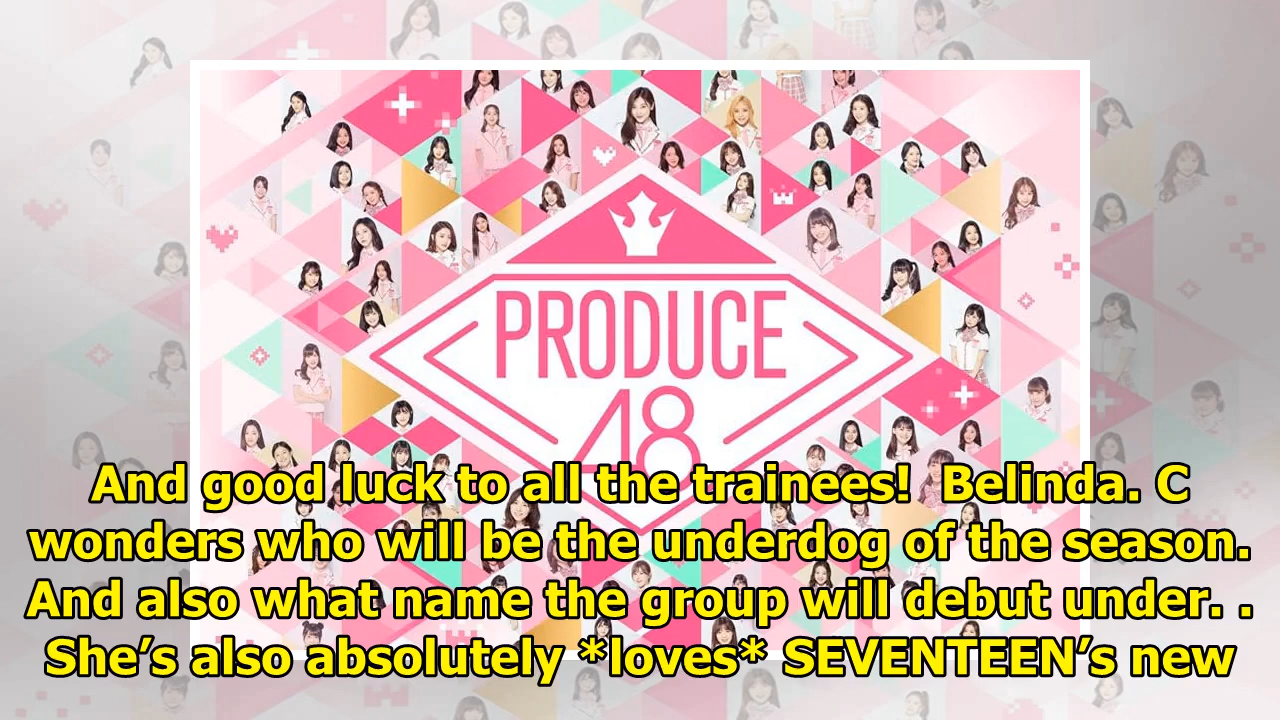 PRODUCE
48
And good luck to all the trainees!  Belinda. C
wonders who will be the underdog of the season.
And also what name the group will debut under. .
She’s also absolutely *loves* SEVENTEEN’s new